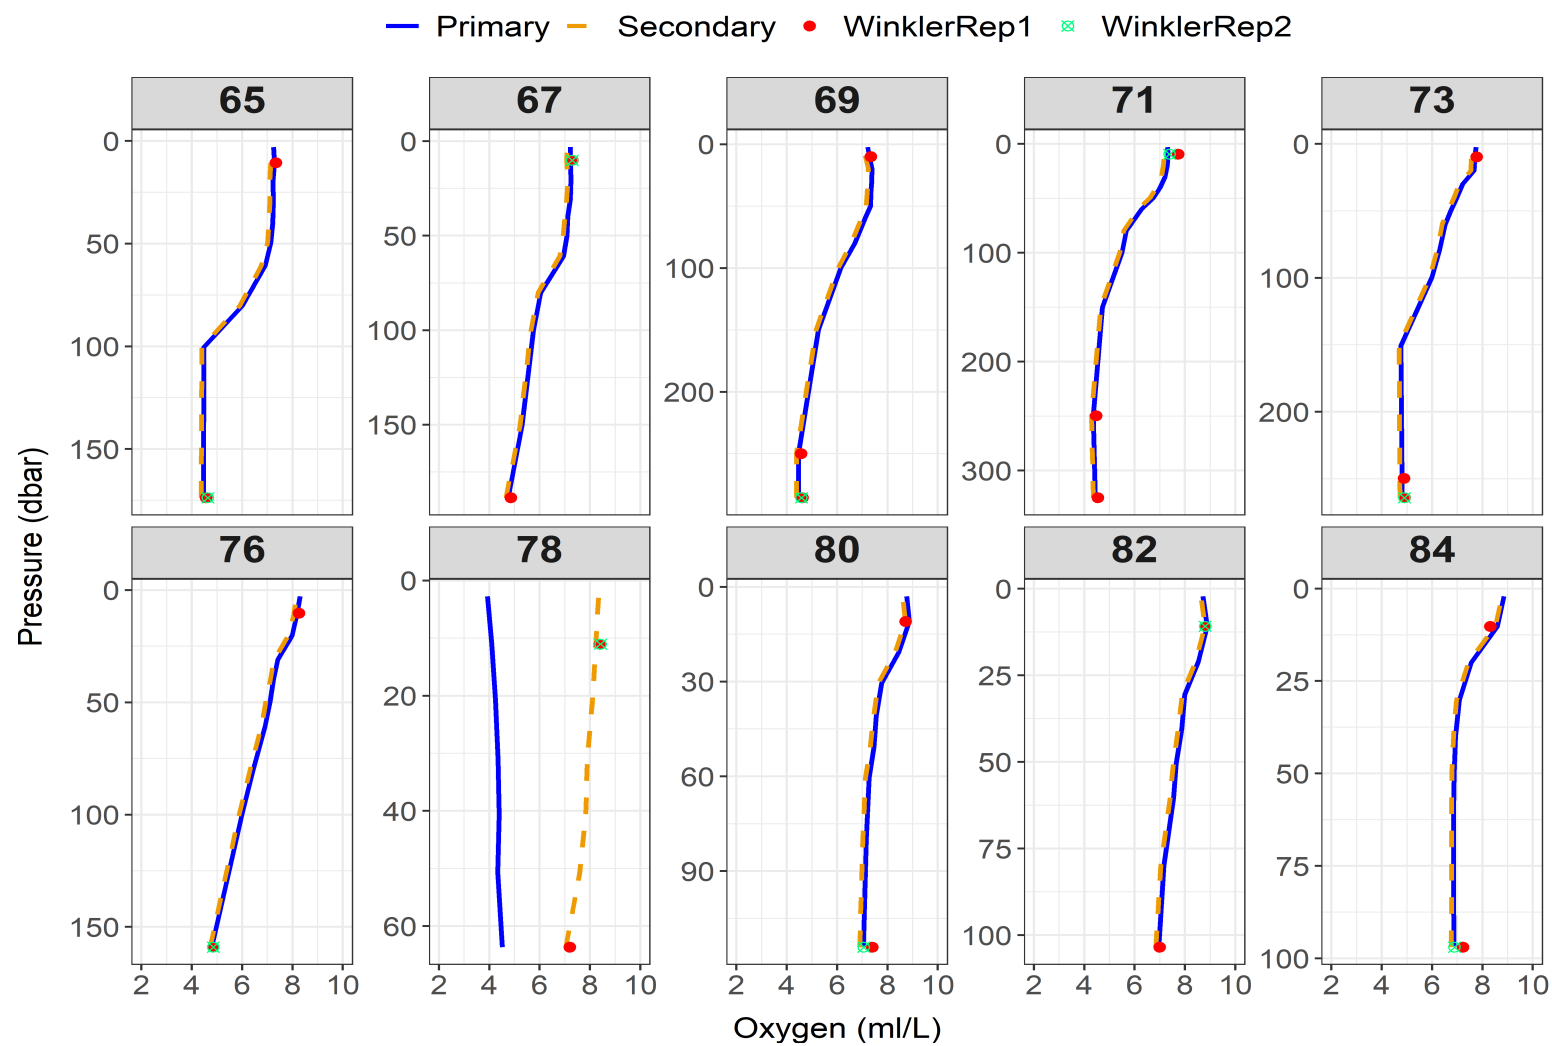 Primary Secondary WinklerRep1 WinklerRep2
65 67 69 71 73
0 0 0 0 0
50 50 100 100 100
100 100 200 200 200
150 150 300
Pressure (dbar)
76 78 80 82 84
0 0 0 0 0
50 20 30 25 25
100 40 60 50 50
150 60 90 75 75
100 100
2 4 6 8 10 2 4 6 8 10 2 4 6 8 10 2 4 6 8 10 2 4 6 8 10
Oxygen (ml/L)